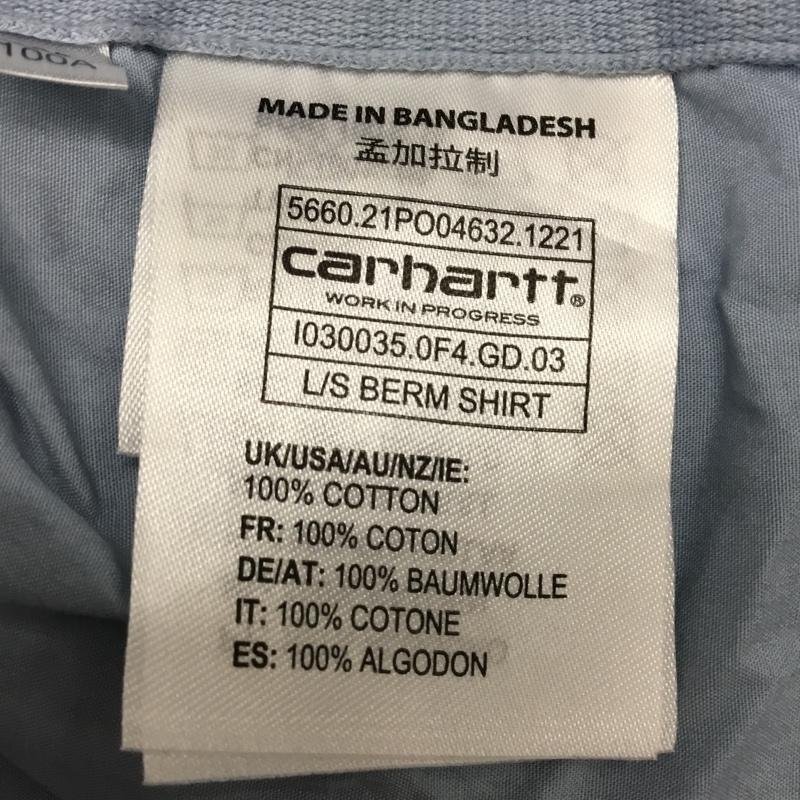 100A
MADE IN BANGLADESH
孟加拉制
5660.21PO04632.1221
carhartt®
WORK IN PROGRESS
I030035.0F4.GD.03
L/S BERM SHIRT
UK/USA/AU/NZ/IE:
100% COTTON
FR: 100% COTON
DE/AT: 100% BAUMWOLLE
IT: 100% COTONE
ES: 100% ALGODON